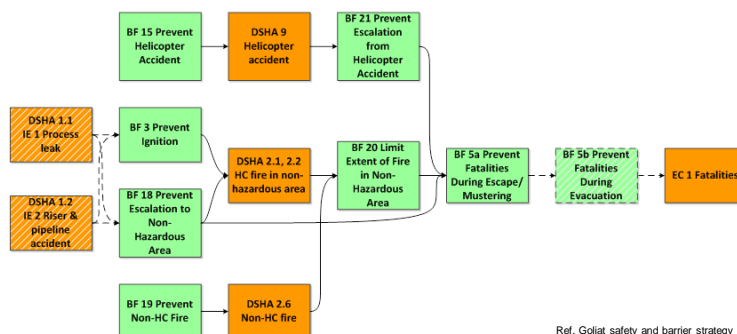 BF 15 Prevent
Helicopter
Accident
DSHA 9
Helicopter
accident
BF 21 Prevent
Escalation
from
Helicopter
Accident
DSHA 1.1
IE 1 Process
leak
BF 3 Prevent
Ignition
DSHA 2.1, 2.2
HC fire in non-
hazardous area
BF 20 Limit
Extent of Fire
in Non-
Hazardous
Area
BF 5a Prevent
Fatalities
During Escape/
Mustering
BF 5b Prevent
Fatalities
During
Evacuation
EC 1 Fatalities
DSHA 1.2
IE 2 Riser &
pipeline
accident
BF 18 Prevent
Escalation to
Non-
Hazardous
Area
BF 19 Prevent
Non-HC Fire
DSHA 2.6
Non-HC fire
Ref. Goliat safety and barrier strategy